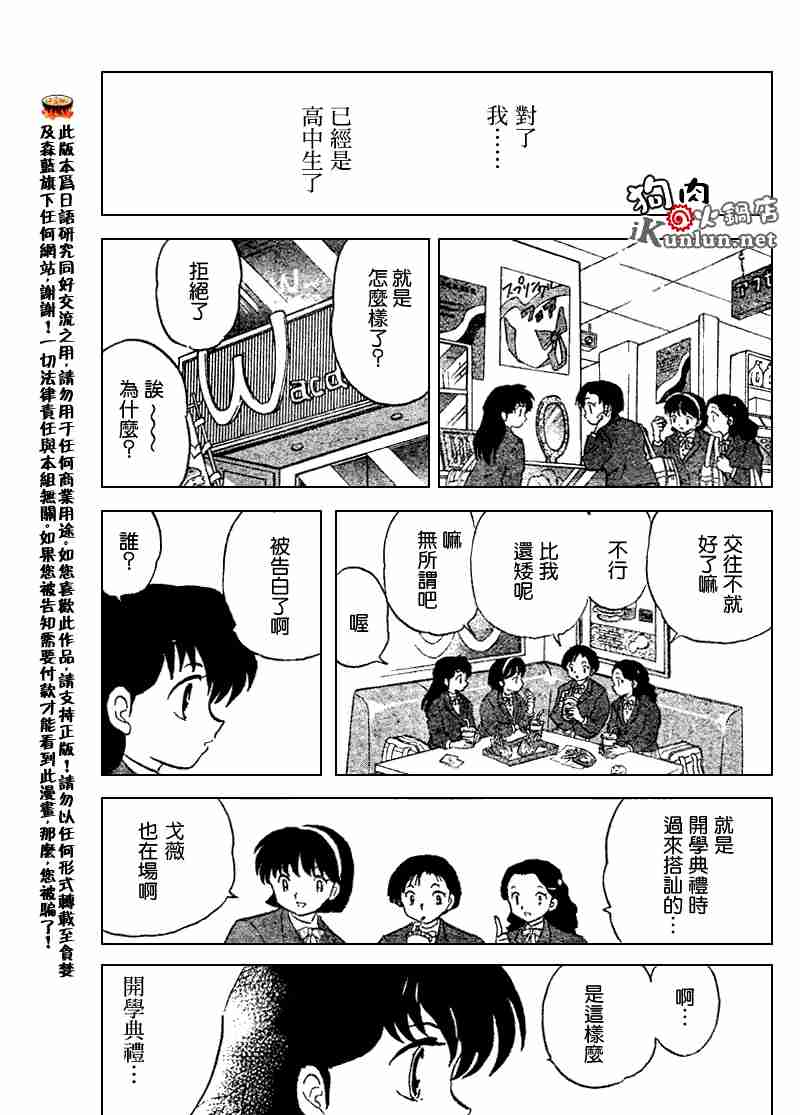 對了
我……
已經是
高中生了
狗肉
火鍋店
iKunlun.net
スプリング
就是
怎麼樣了?
拒絕了
Wacd
誒~~
為什麼?
交往不就
好了嘛
不行
比我
還矮呢
嘛
無所謂吧
喔
被告白了啊
誰?
就是
開學典禮時
過來搭訕的…
戈薇
也在場啊
啊…
是這樣麼
開學典禮…
此版本爲日語研究同好交流之用,請勿用于任何商業用途。如您喜歡此作品,請支持正版!請勿以任何形式轉載至貪婪
及森藍旗下任何網站,謝謝!一切法律責任與本組無關。如果您被告知需要付款才能看到此漫畫,那麼,您被騙了!